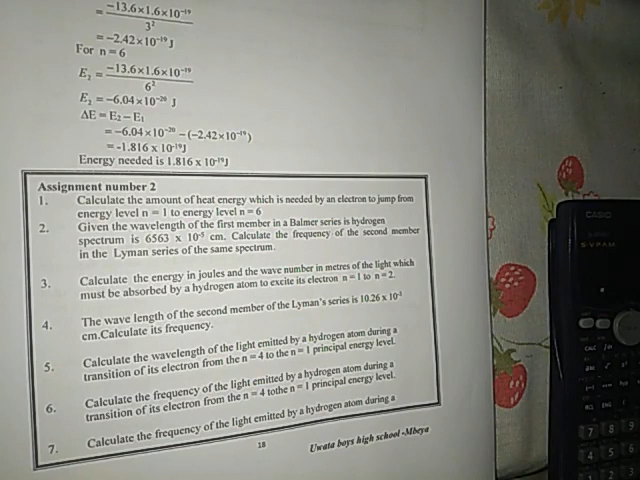 = -13.6×1.6×10⁻¹⁹
3²
= -2.42×10⁻¹⁹J
For n=6
E₂ = -13.6×1.6×10⁻¹⁹
6²
E₂ = -6.04×10⁻²⁰ J
ΔE = E₂ – E₁
= -6.04×10⁻²⁰ – (-2.42×10⁻¹⁹)
= -1.816 x 10⁻¹⁹J
Energy needed is 1.816 x 10⁻¹⁹J
Assignment number 2
1. Calculate the amount of heat energy which is needed by an electron to jump from
energy level n = 1 to energy level n = 6
2. Given the wavelength of the first member in a Balmer series is hydrogen
spectrum is 6563 x 10⁻⁵ cm. Calculate the frequency of the second member
in the Lyman series of the same spectrum.
3. Calculate the energy in joules and the wave number in metres of the light which
must be absorbed by a hydrogen atom to excite its electron n = 1 to n = 2.
4. The wave length of the second member of the Lyman's series is 10.26 x 10
cm.Calculate its frequency.
5. Calculate the wavelength of the light emitted by a hydrogen atom during a
transition of its electron from the n = 4 to the n = 1 principal energy level.
6. Calculate the frequency of the light emitted by a hydrogen atom during a
transition of its electron from the n = 4 tothe n = 1 principal energy level.
7. Calculate the frequency of the light emitted by a hydrogen atom during a
18
Uwata boys high school -Mbeya
CASIO
7 8 9
4 5 6
1 2 3